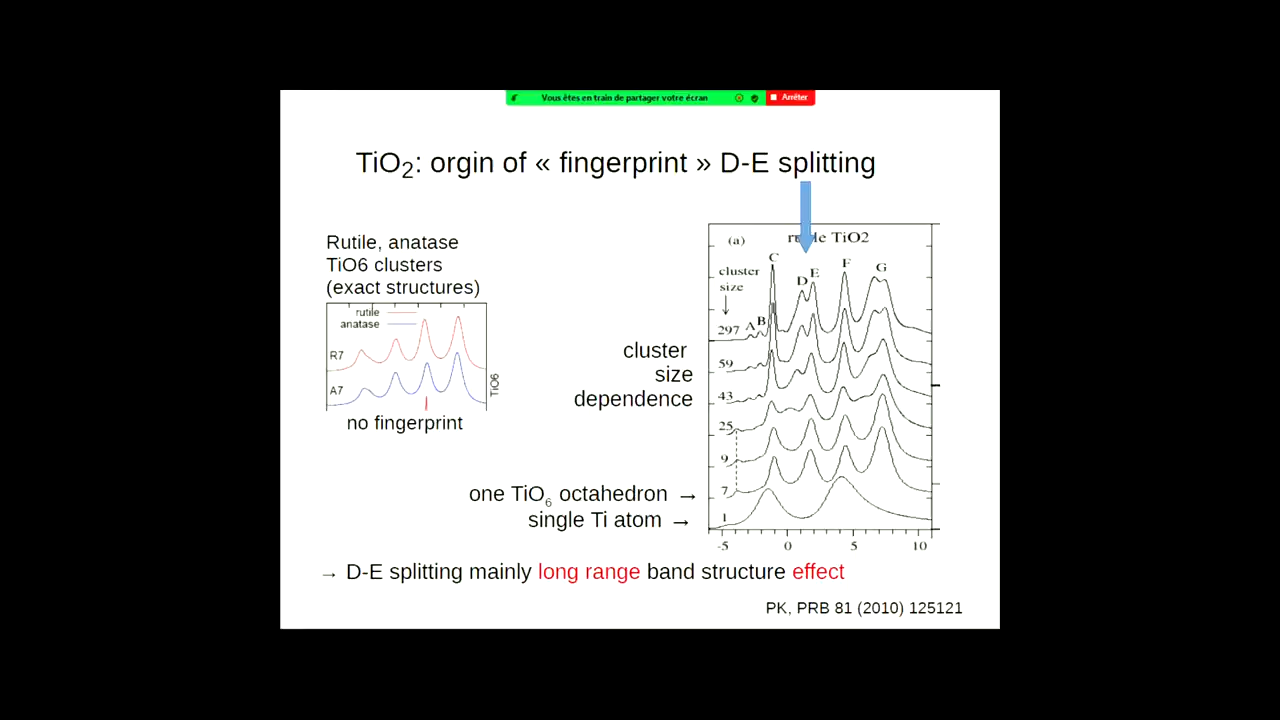 Vous êtes en train de partager votre écran
Arrêter
TiO2: orgin of « fingerprint » D-E splitting
Rutile, anatase
TiO6 clusters
(exact structures)
rutile
anatase
R7
A7
TiO6
no fingerprint
cluster
size
dependence
one TiO6 octahedron →
single Ti atom →
(a)
TiO2
cluster
size
A B C D E F G
297
59
43
25
9
7
1
-5 0 5 10
→ D-E splitting mainly long range band structure effect
PK, PRB 81 (2010) 125121